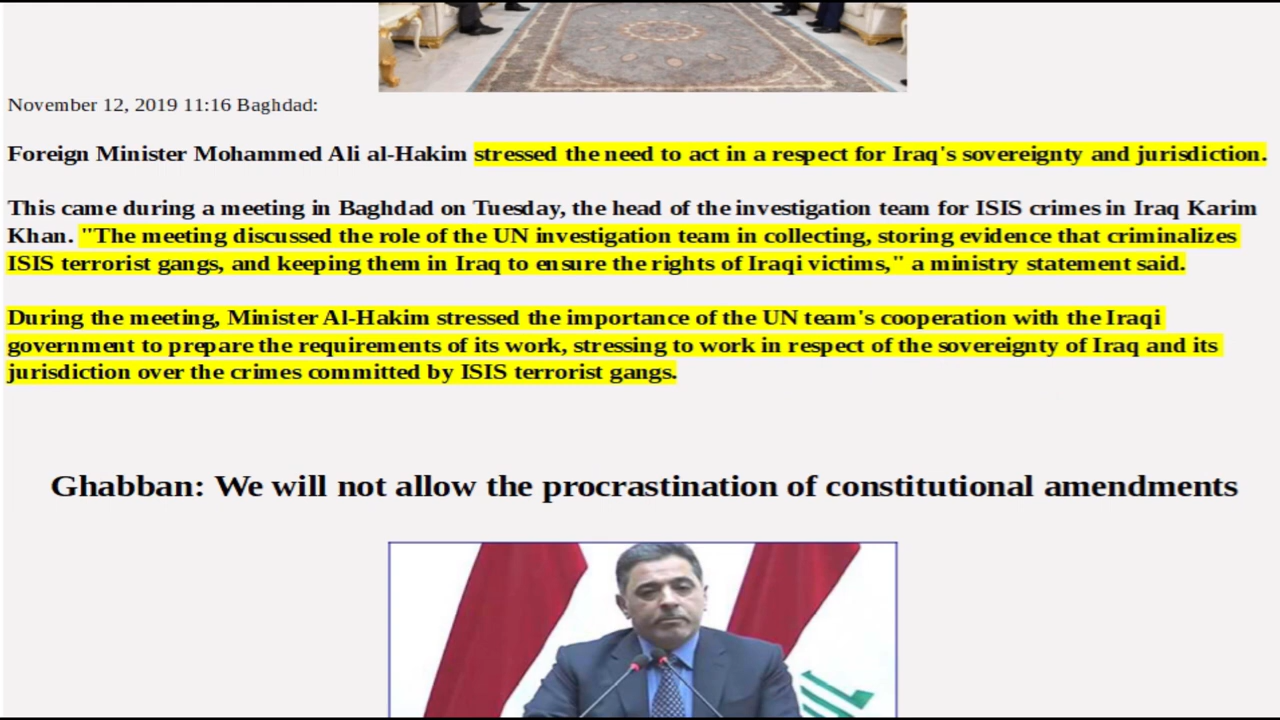 November 12, 2019 11:16 Baghdad:
Foreign Minister Mohammed Ali al-Hakim stressed the need to act in a respect for Iraq's sovereignty and jurisdiction.
This came during a meeting in Baghdad on Tuesday, the head of the investigation team for ISIS crimes in Iraq Karim
Khan. "The meeting discussed the role of the UN investigation team in collecting, storing evidence that criminalizes
ISIS terrorist gangs, and keeping them in Iraq to ensure the rights of Iraqi victims," a ministry statement said.
During the meeting, Minister Al-Hakim stressed the importance of the UN team's cooperation with the Iraqi
government to prepare the requirements of its work, stressing to work in respect of the sovereignty of Iraq and its
jurisdiction over the crimes committed by ISIS terrorist gangs.
Ghabban: We will not allow the procrastination of constitutional amendments